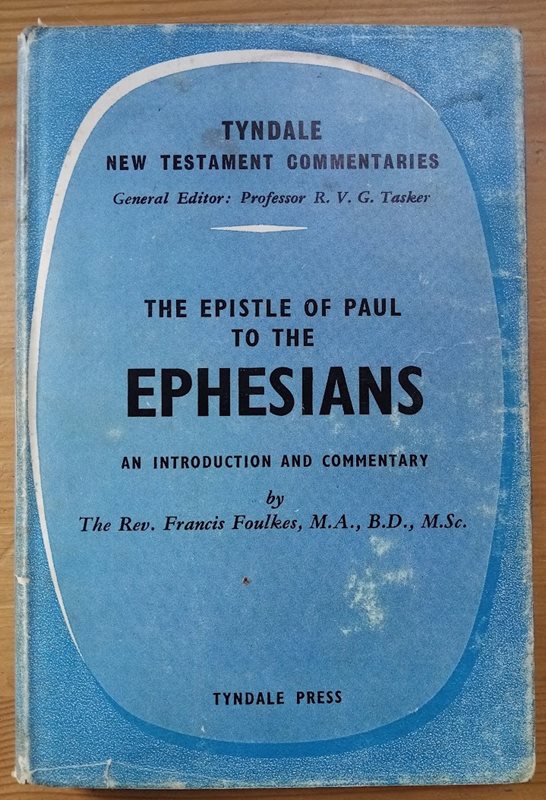 TYNDALE
NEW TESTAMENT COMMENTARIES
General Editor: Professor R. V. G. Tasker
THE EPISTLE OF PAUL
TO THE
EPHESIANS
AN INTRODUCTION AND COMMENTARY
by
The Rev. Francis Foulkes, M.A., B.D., M.Sc.
TYNDALE PRESS